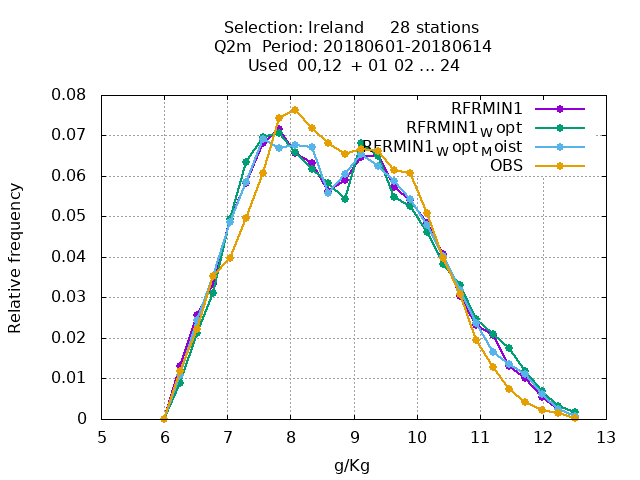 Selection: Ireland 28 stations
Q2m Period: 20180601-20180614
Used 00,12 + 01 02 ... 24
0.08
0.07
0.06
0.05
0.04
0.03
0.02
0.01
0
Relative frequency
RFRMIN1
RFRMIN1_Wopt
RFRMIN1_Wopt_Moist
OBS
5 6 7 8 9 10 11 12 13
g/Kg